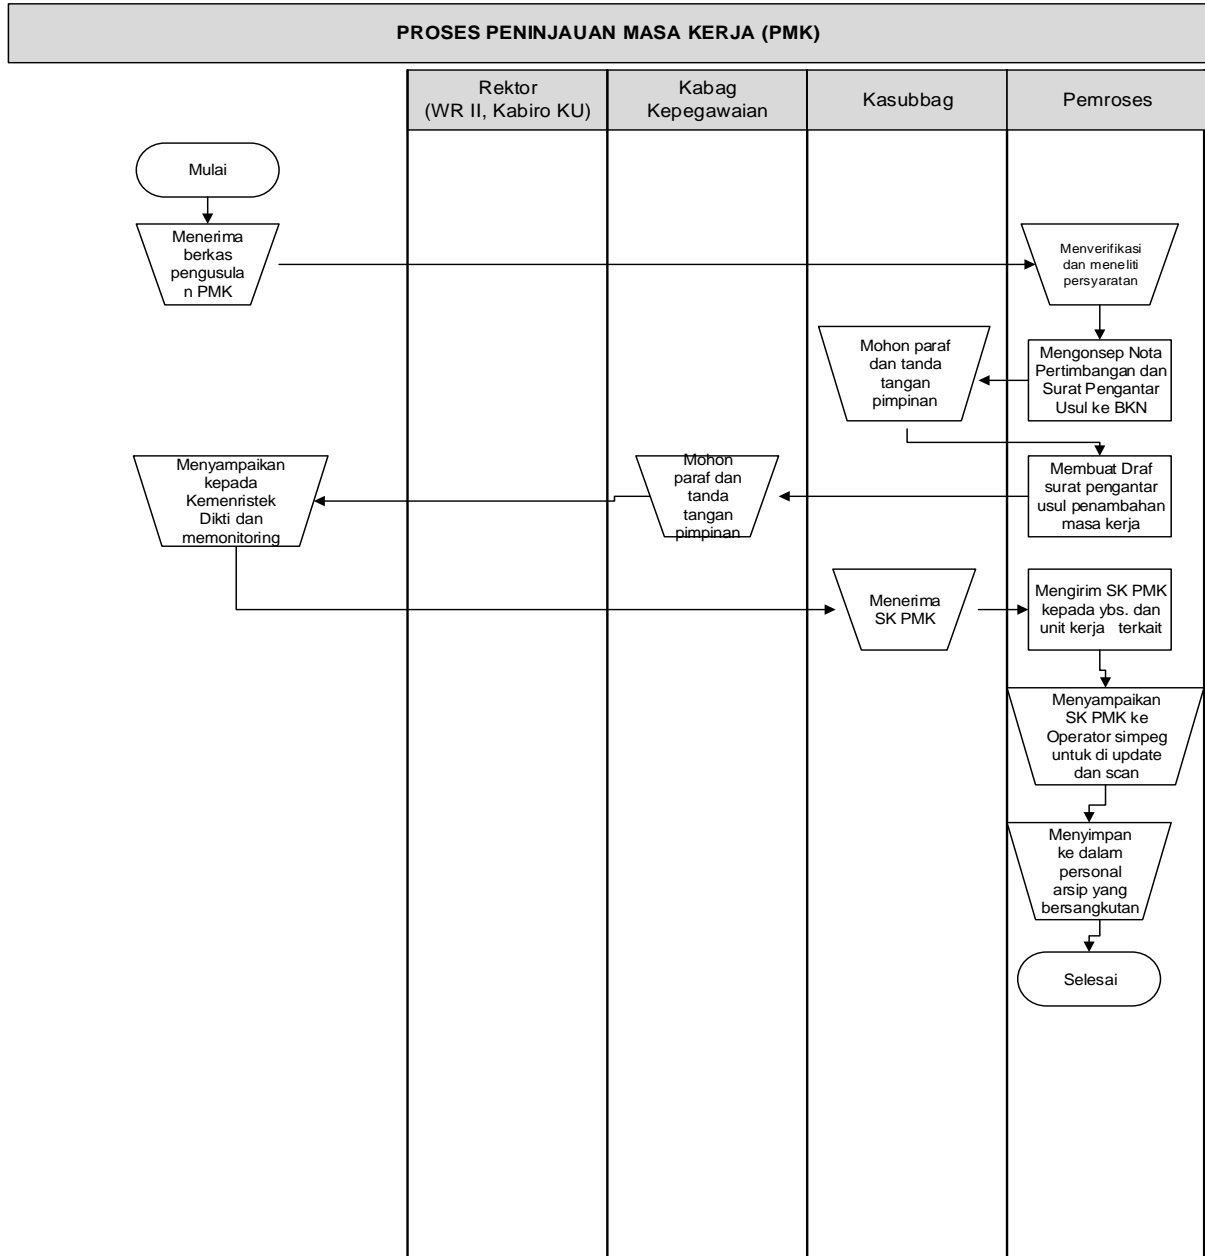 PROSES PENINJAUAN MASA KERJA (PMK)
Rektor
(WR II, Kabiro KU)
Kabag
Kepegawaian
Kasubbag
Pemroses
Mulai
Menerima
berkas
pengusula
n PMK
Menverifikasi
dan meneliti
persyaratan
Mohon paraf
dan tanda
tangan
pimpinan
Mengonsep Nota
Pertimbangan dan
Surat Pengantar
Usul ke BKN
Menyampaikan
kepada
Kemenristek
Dikti dan
memonitoring
Mohon
paraf dan
tanda
tangan
pimpinan
Membuat Draf
surat pengantar
usul penambahan
masa kerja
Menerima
SK PMK
Mengirim SK PMK
kepada ybs. dan
unit kerja terkait
Menyampaikan
SK PMK ke
Operator simpeg
untuk di update
dan scan
Menyimpan
ke dalam
personal
arsip yang
bersangkutan
Selesai